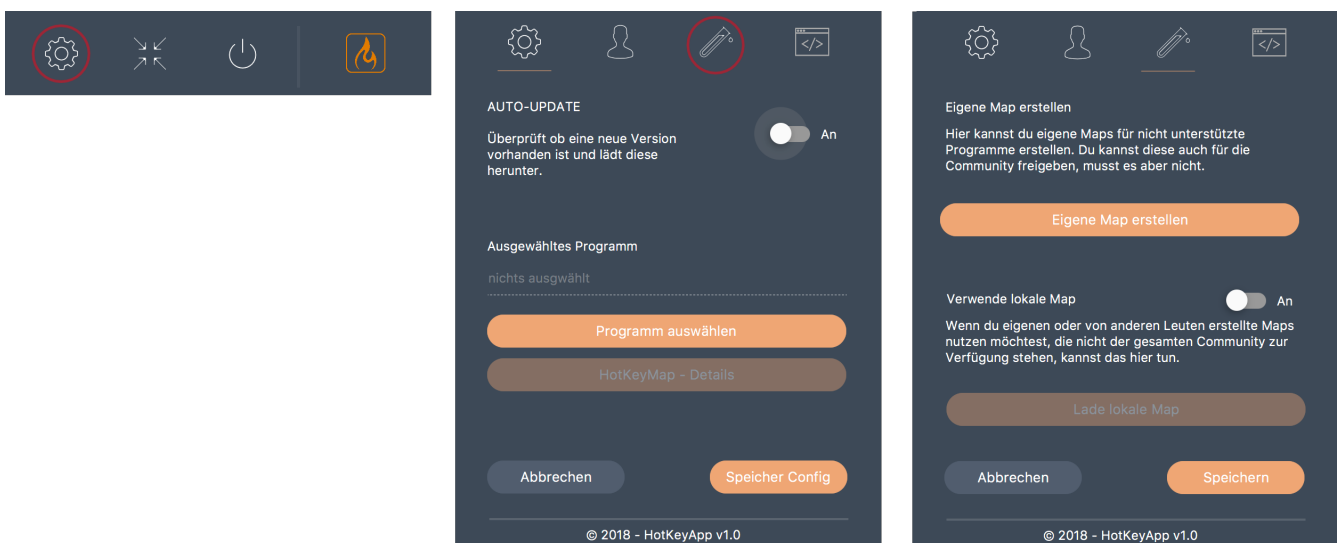 </>
AUTO-UPDATE
Überprüft ob eine neue Version
vorhanden ist und lädt diese
herunter.
An
Ausgewähltes Programm
nichts ausgwählt
Programm auswählen
HotKeyMap - Details
Abbrechen
Speicher Config
© 2018 - HotKeyApp v1.0
</>
Eigene Map erstellen
Hier kannst du eigene Maps für nicht unterstützte
Programme erstellen. Du kannst diese auch für die
Community freigeben, musst es aber nicht.
Eigene Map erstellen
Verwende lokale Map
An
Wenn du eigenen oder von anderen Leuten erstellte Maps
nutzen möchtest, die nicht der gesamten Community zur
Verfügung stehen, kannst das hier tun.
Lade lokale Map
Abbrechen
Speichern
© 2018 - HotKeyApp v1.0